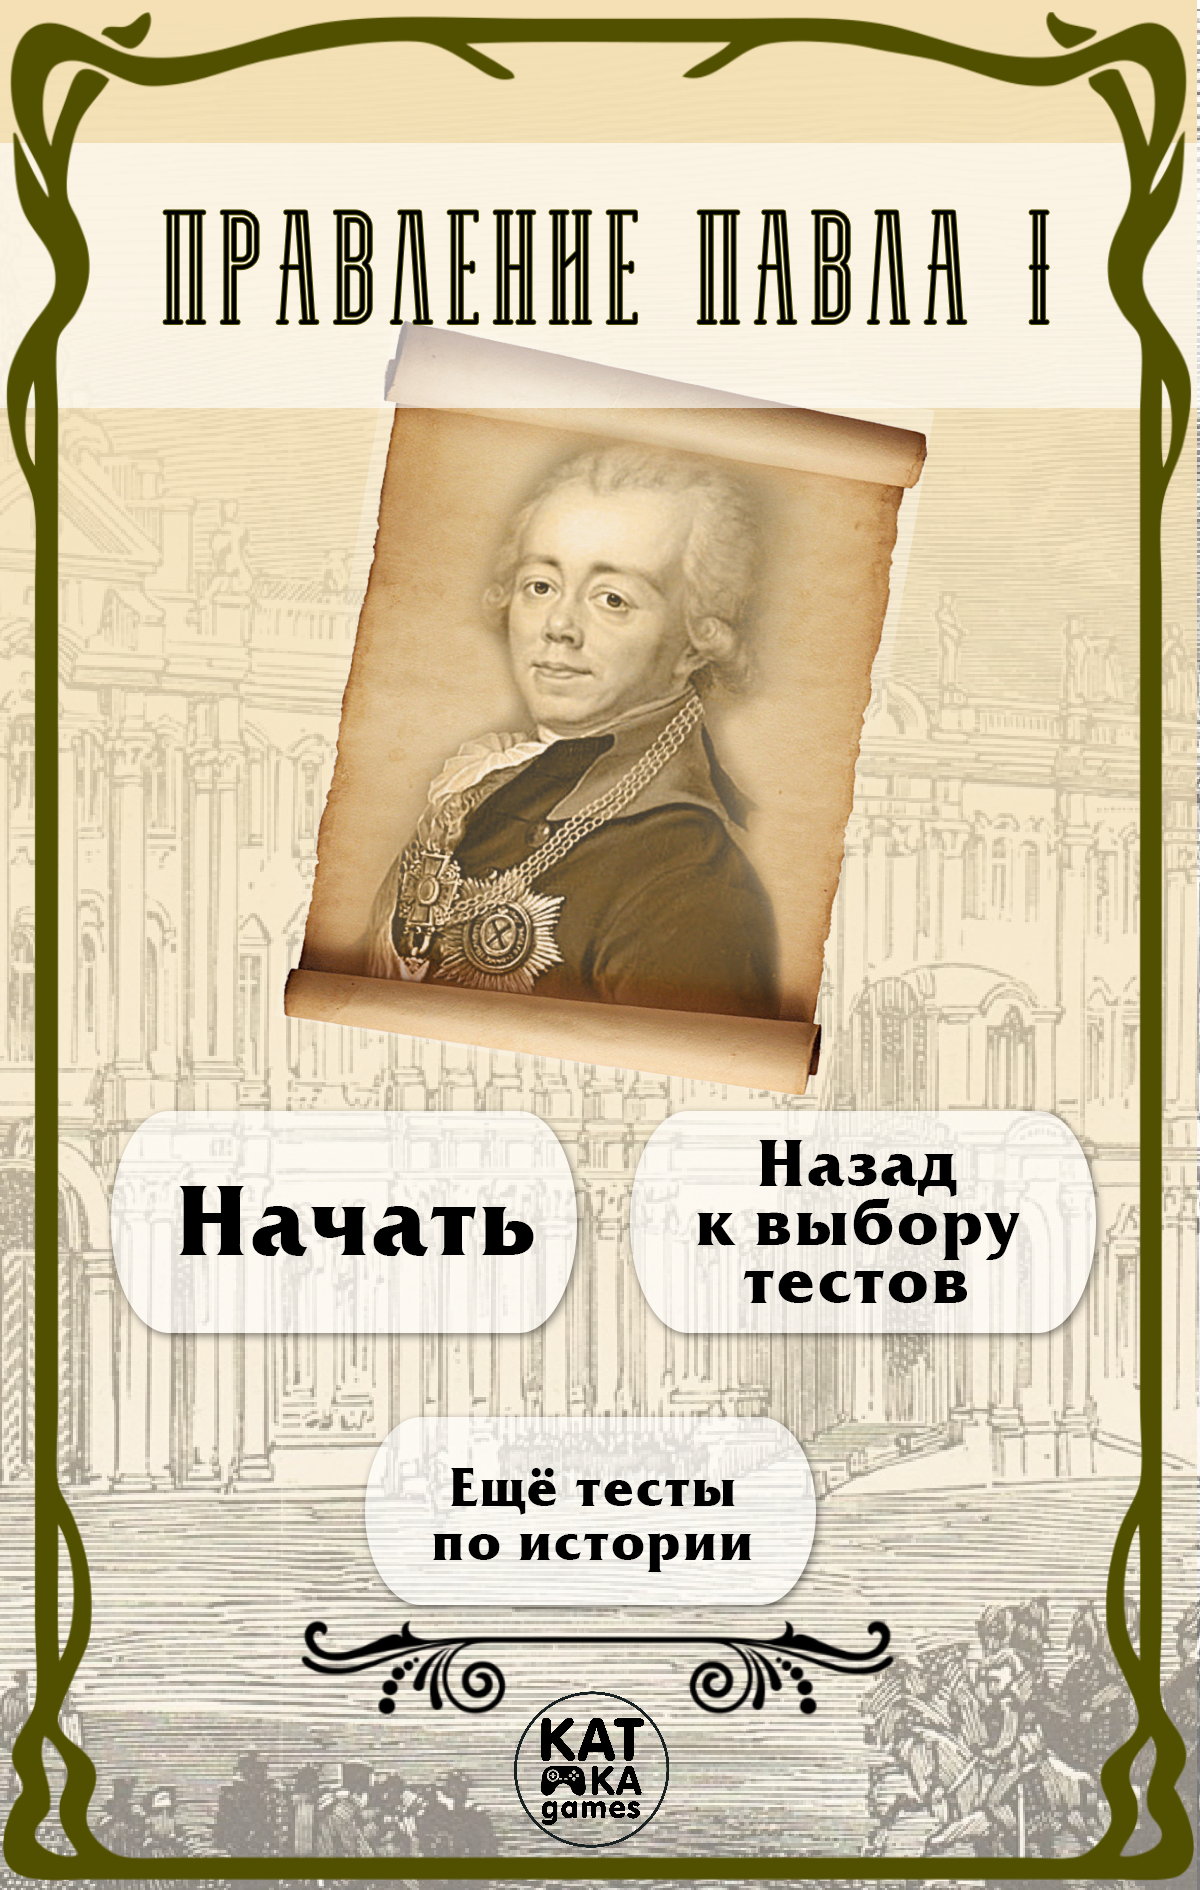 ПРАВЛЕНИЕ ПАВЛА I
Начать
Назад
к выбору
тестов
Ещё тесты
по истории
KAT
KA
games